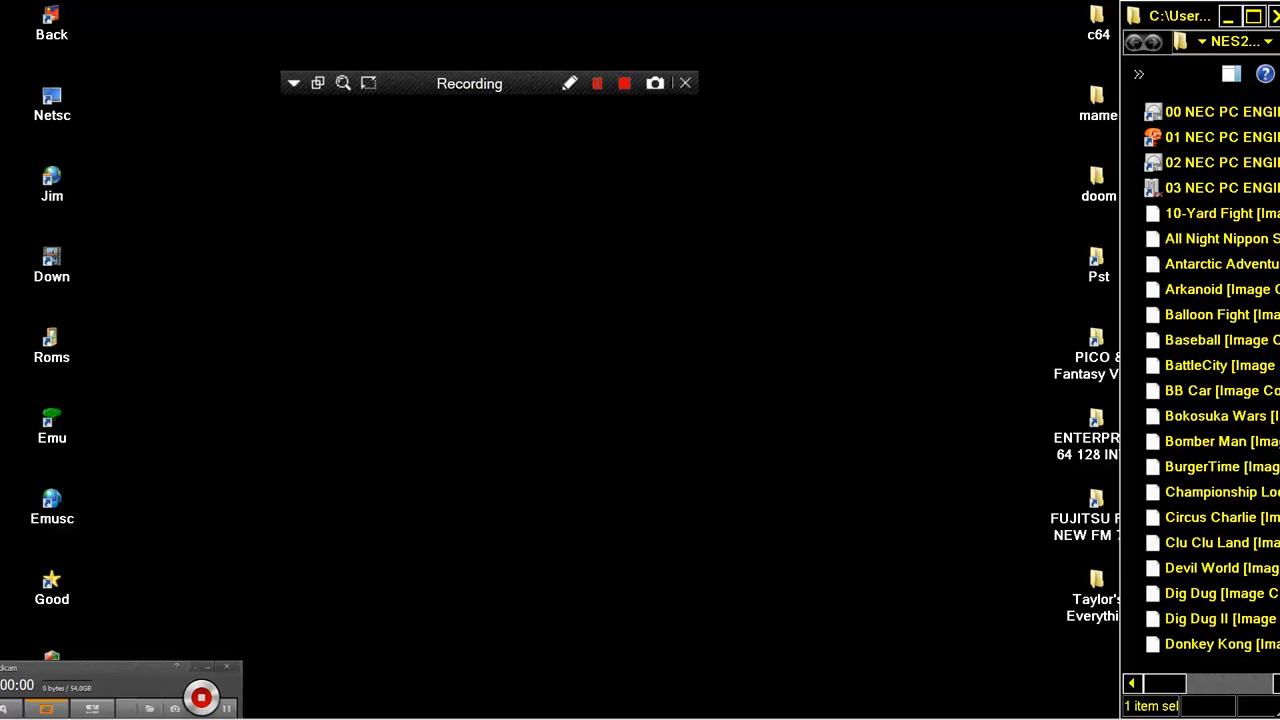 Back
Netsc
Jim
Down
Roms
Emu
Emusc
Good
Recording
c64
mame
doom
Pst
PICO &
Fantasy V
ENTERPR
64 128 INT
FUJITSU F
NEW FM 7
Taylor's
Everythi
C:\User...
NES2...
00 NEC PC ENGI
01 NEC PC ENGI
02 NEC PC ENGI
03 NEC PC ENGI
10-Yard Fight [Ima
All Night Nippon S
Antarctic Adventu
Arkanoid [Image C
Balloon Fight [Ima
Baseball [Image C
BattleCity [Image
BB Car [Image Co
Bokosuka Wars [I
Bomber Man [Ima
BurgerTime [Imag
Championship Loc
Circus Charlie [Im
Clu Clu Land [Ima
Devil World [Imag
Dig Dug [Image C
Dig Dug II [Image
Donkey Kong [Ima
1 item sel
dicam
00:00
0 bytes / 54.0GB